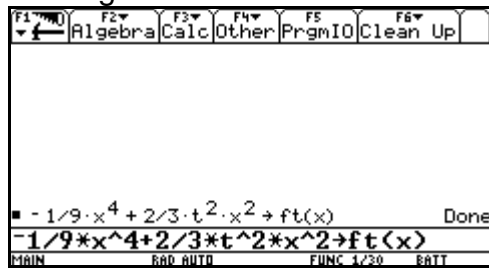 F1 F2 F3 F4 F5 F6
Algebra Calc Other PrgmIO Clean Up
▪ - 1/9·x⁴ + 2/3·t²·x² → ft(x) Done
-1/9*x^4+2/3*t^2*x^2→ft(x)
MAIN RAD AUTO FUNC 1/30 BATT